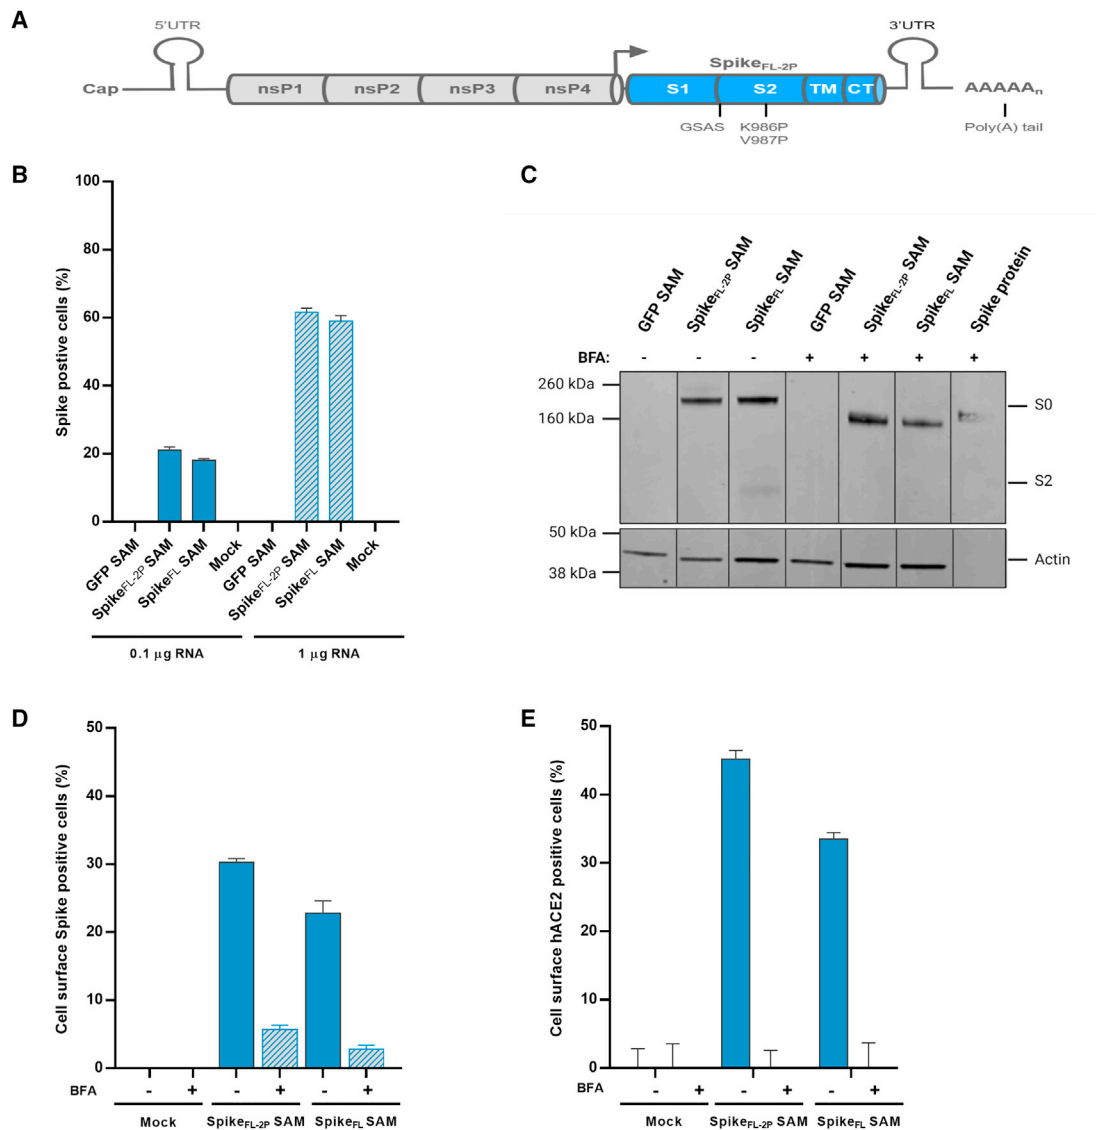 A
5'UTR
3'UTR
Cap
nsP1
nsP2
nsP3
nsP4
SpikeFL-2P
S1
S2
TM
CT
AAAAAn
GSAS
K986P
V987P
Poly(A) tail
B
Spike postive cells (%)
100
80
60
40
20
0
GFP SAM
SpikeFL-2P SAM
SpikeFL SAM
Mock
GFP SAM
SpikeFL-2P SAM
SpikeFL SAM
Mock
0.1 µg RNA
1 µg RNA
C
GFP SAM
SpikeFL-2P SAM
SpikeFL SAM
GFP SAM
SpikeFL-2P SAM
SpikeFL SAM
Spike protein
BFA: - - - + + + +
260 kDa
160 kDa
S0
S2
50 kDa
38 kDa
Actin
D
Cell surface Spike positive cells (%)
50
40
30
20
10
0
BFA - + - + - +
Mock
SpikeFL-2P SAM
SpikeFL SAM
E
Cell surface hACE2 positive cells (%)
50
40
30
20
10
0
BFA - + - + - +
Mock
SpikeFL-2P SAM
SpikeFL SAM